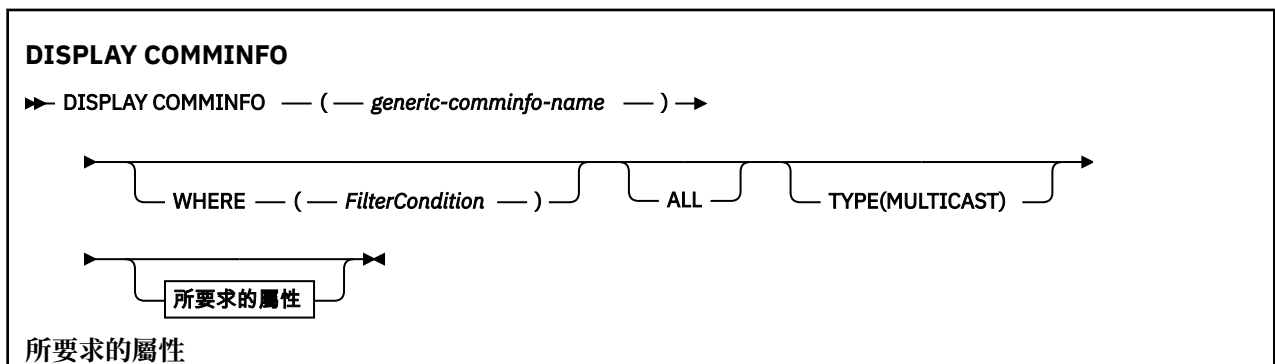 DISPLAY COMMINFO
DISPLAY COMMINFO ( generic-comminfo-name )
WHERE ( FilterCondition ) ALL TYPE(MULTICAST)
所要求的屬性
所要求的屬性